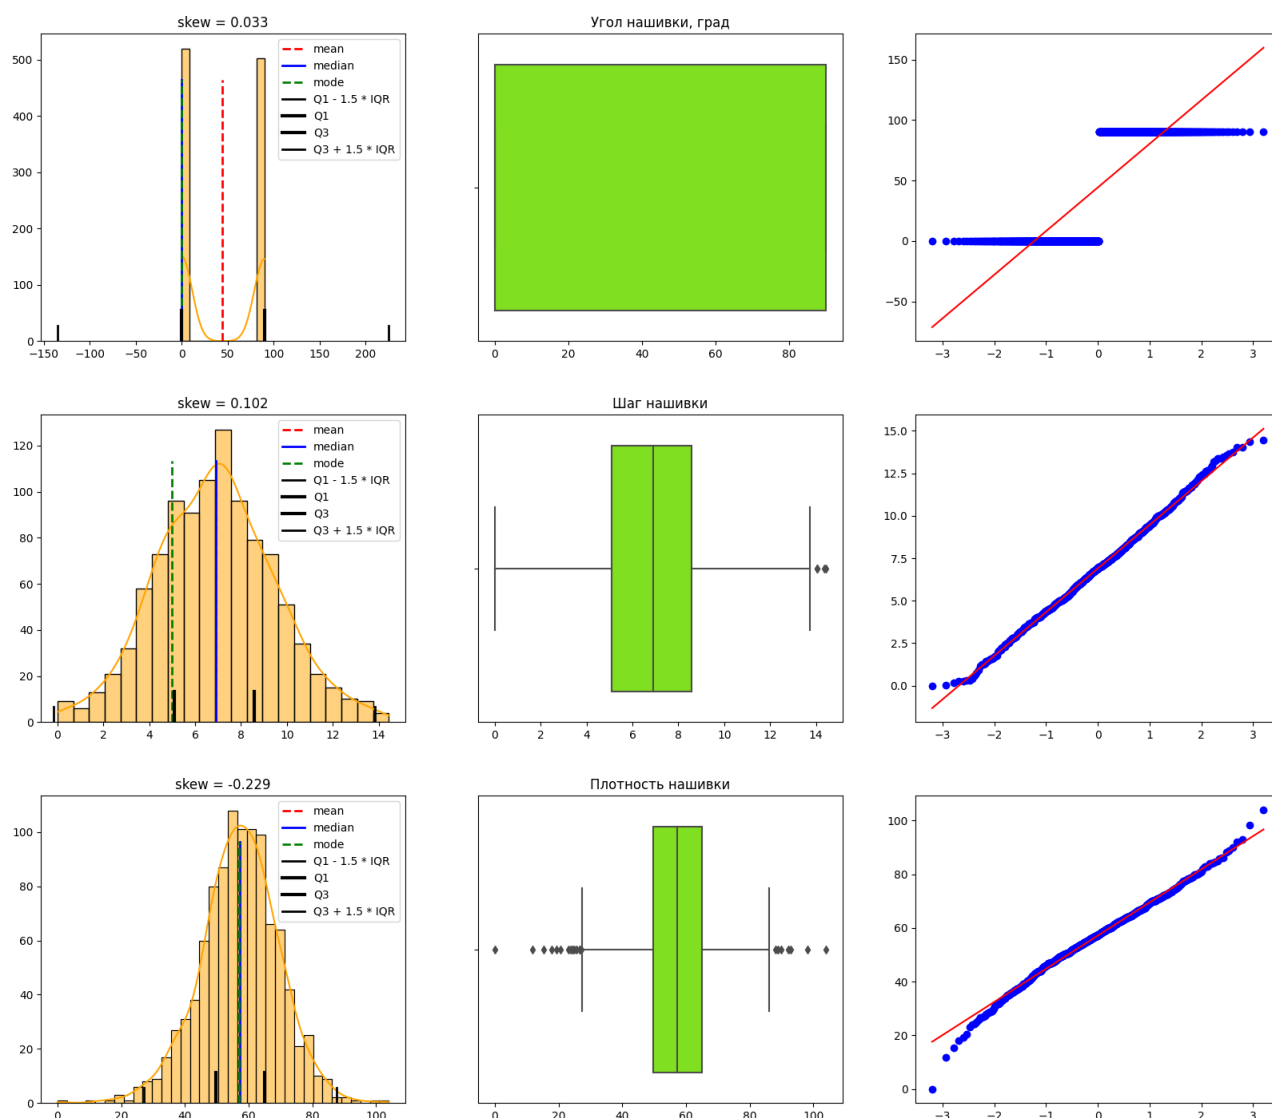 skew = 0.033
Угол нашивки, град
mean
median
mode
Q1 - 1.5 * IQR
Q1
Q3
Q3 + 1.5 * IQR
500
400
300
200
100
0
−150 −100 −50 0 50 100 150 200
0 20 40 60 80
150
100
50
0
−50
−3 −2 −1 0 1 2 3
skew = 0.102
Шаг нашивки
mean
median
mode
Q1 - 1.5 * IQR
Q1
Q3
Q3 + 1.5 * IQR
120
100
80
60
40
20
0
0 2 4 6 8 10 12 14
0 2 4 6 8 10 12 14
15.0
12.5
10.0
7.5
5.0
2.5
0.0
−3 −2 −1 0 1 2 3
skew = -0.229
Плотность нашивки
mean
median
mode
Q1 - 1.5 * IQR
Q1
Q3
Q3 + 1.5 * IQR
100
80
60
40
20
0
0 20 40 60 80 100
0 20 40 60 80 100
100
80
60
40
20
0
−3 −2 −1 0 1 2 3